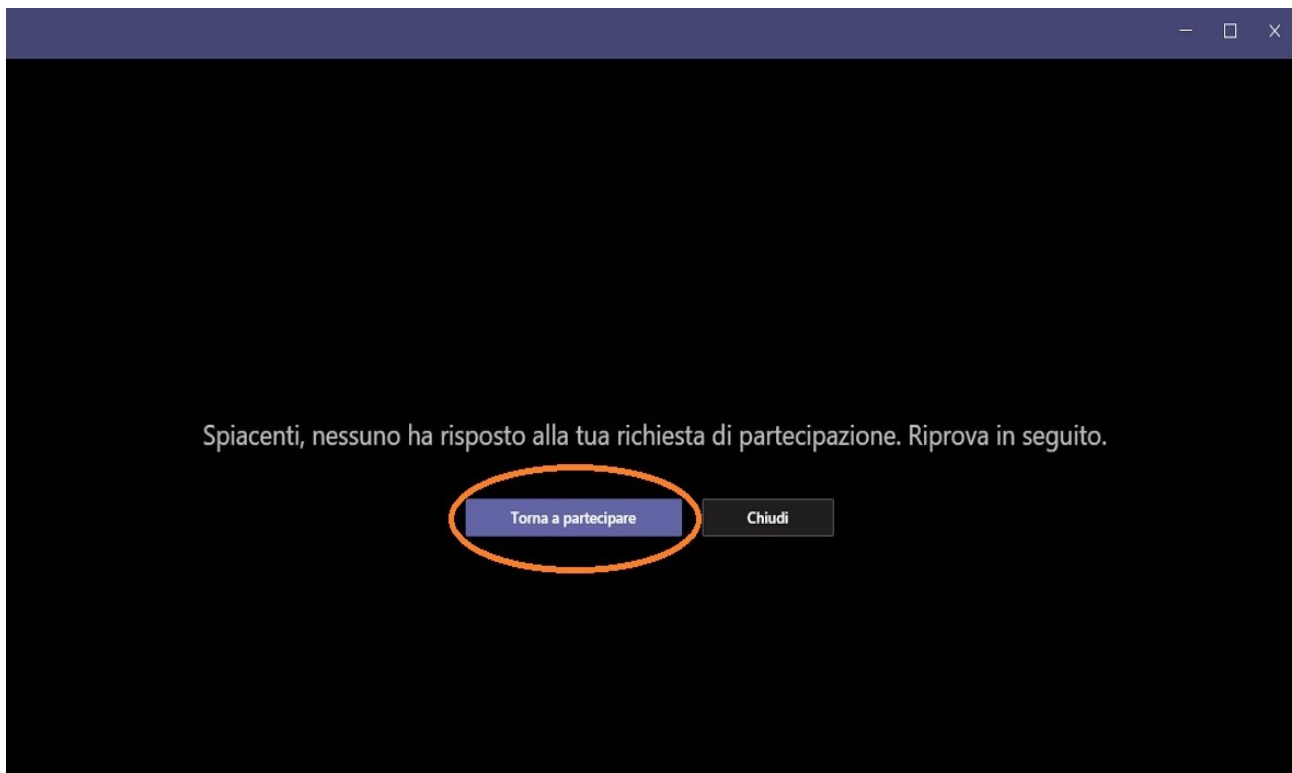 Spiacenti, nessuno ha risposto alla tua richiesta di partecipazione. Riprova in seguito.
Torna a partecipare
Chiudi